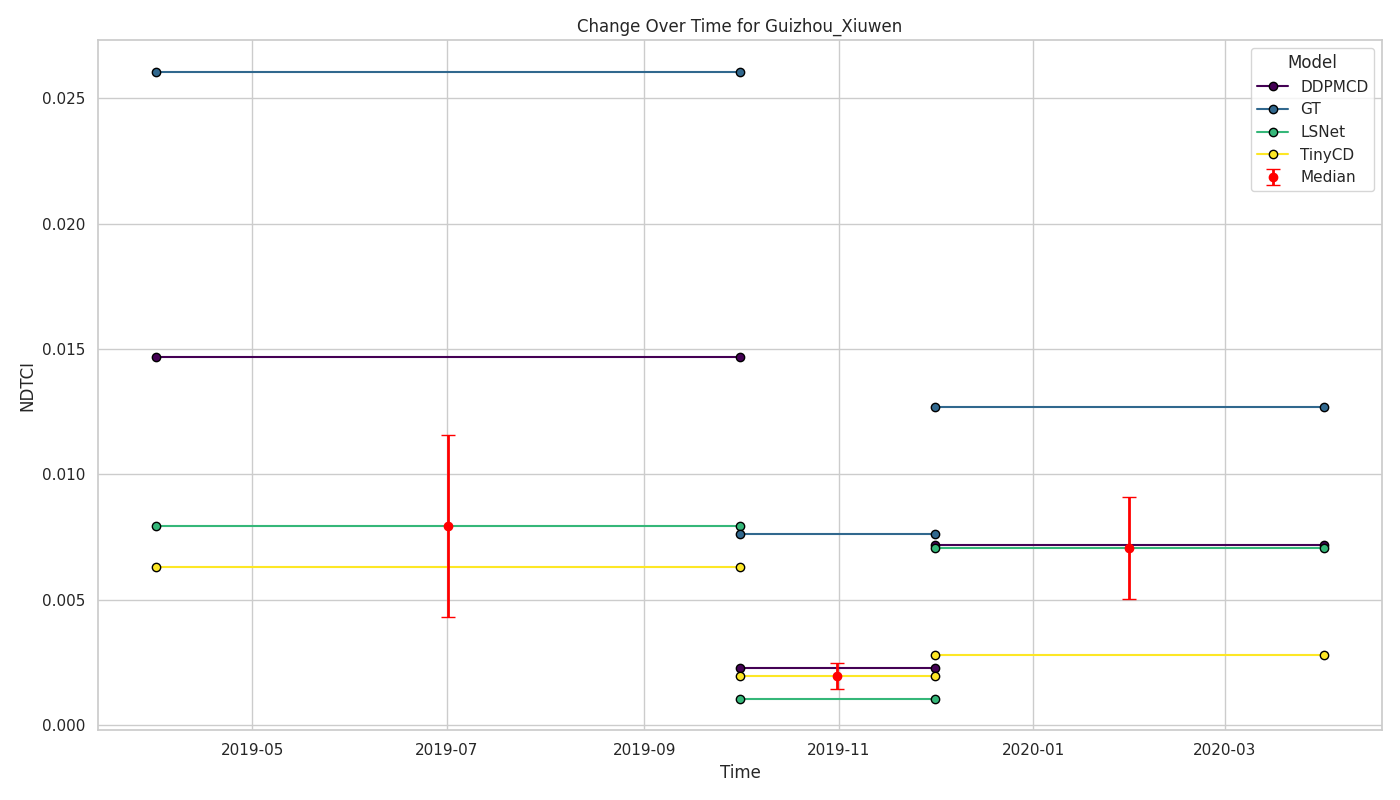 Change Over Time for Guizhou_Xiuwen
Model
DDPMCD
GT
LSNet
TinyCD
Median
NDTCI
0.025
0.020
0.015
0.010
0.005
0.000
2019-05
2019-07
2019-09
2019-11
2020-01
2020-03
Time